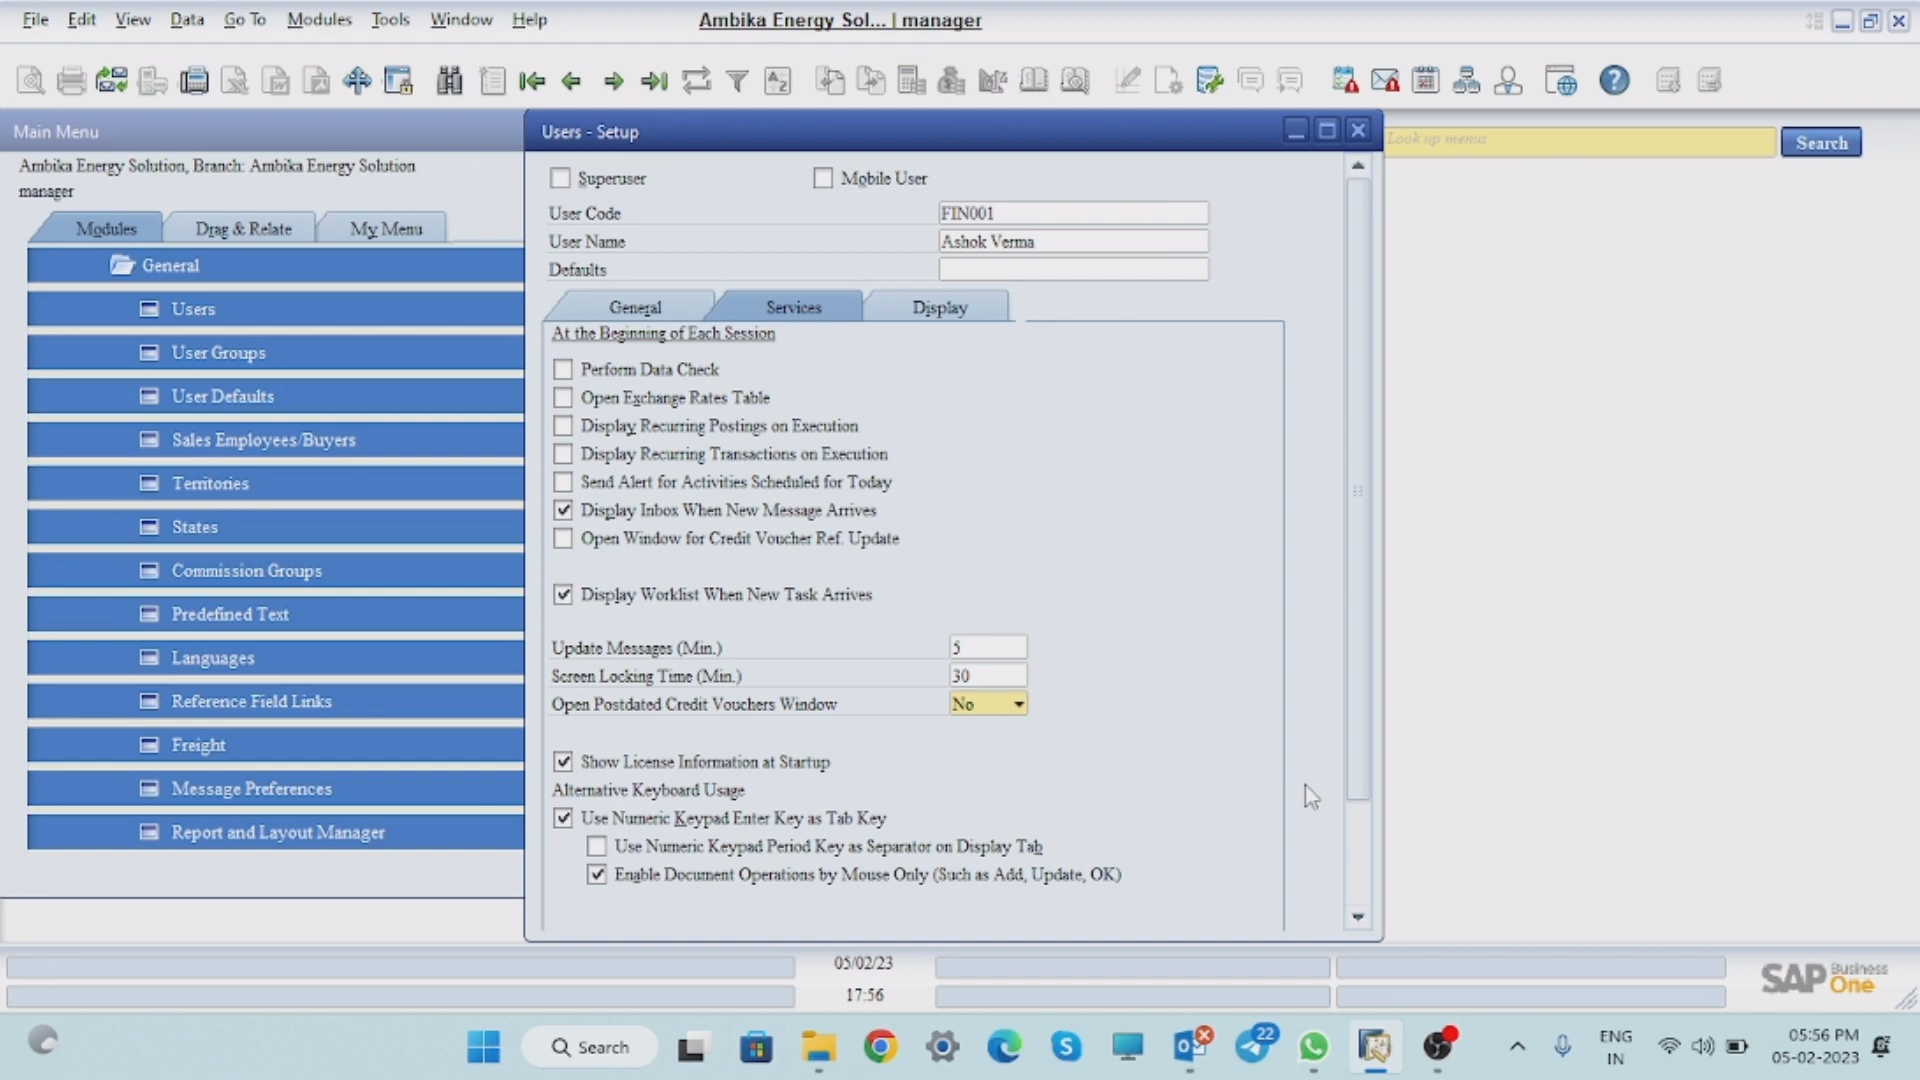 File Edit View Data Go To Modules Tools Window Help
Ambika Energy Sol... | manager
Main Menu
Ambika Energy Solution, Branch: Ambika Energy Solution
manager
Modules Drag & Relate My Menu
General
Users
User Groups
User Defaults
Sales Employees/Buyers
Territories
States
Commission Groups
Predefined Text
Languages
Reference Field Links
Freight
Message Preferences
Report and Layout Manager
Users - Setup
Superuser Mobile User
User Code FIN001
User Name Ashok Verma
Defaults
General Services Display
At the Beginning of Each Session
Perform Data Check
Open Exchange Rates Table
Display Recurring Postings on Execution
Display Recurring Transactions on Execution
Send Alert for Activities Scheduled for Today
Display Inbox When New Message Arrives
Open Window for Credit Voucher Ref. Update
Display Worklist When New Task Arrives
Update Messages (Min.) 5
Screen Locking Time (Min.) 30
Open Postdated Credit Vouchers Window No
Show License Information at Startup
Alternative Keyboard Usage
Use Numeric Keypad Enter Key as Tab Key
Use Numeric Keypad Period Key as Separator on Display Tab
Enable Document Operations by Mouse Only (Such as Add, Update, OK)
Look up menus Search
05/02/23
17:56
SAP Business One
Search
22
ENG
IN
05:56 PM
05-02-2023